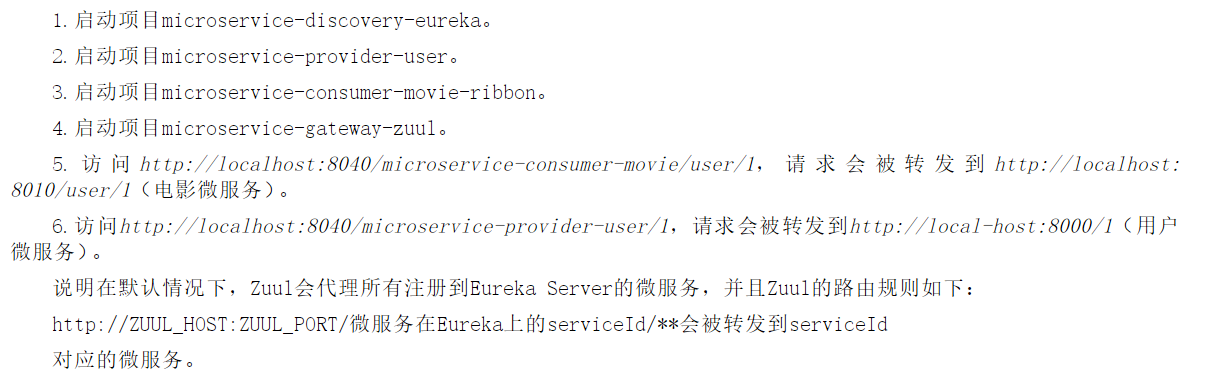 1.启动项目microservice-discovery-eureka。
2.启动项目microservice-provider-user。
3.启动项目microservice-consumer-movie-ribbon。
4.启动项目microservice-gateway-zuul。
5.访问http://localhost:8040/microservice-consumer-movie/user/1，请求会被转发到http://localhost:
8010/user/1（电影微服务）。
6.访问http://localhost:8040/microservice-provider-user/1，请求会被转发到http://local-host:8000/1（用户
微服务）。
说明在默认情况下，Zuul会代理所有注册到Eureka Server的微服务，并且Zuul的路由规则如下：
http://ZUUL_HOST:ZUUL_PORT/微服务在Eureka上的serviceId/**会被转发到serviceId
对应的微服务。